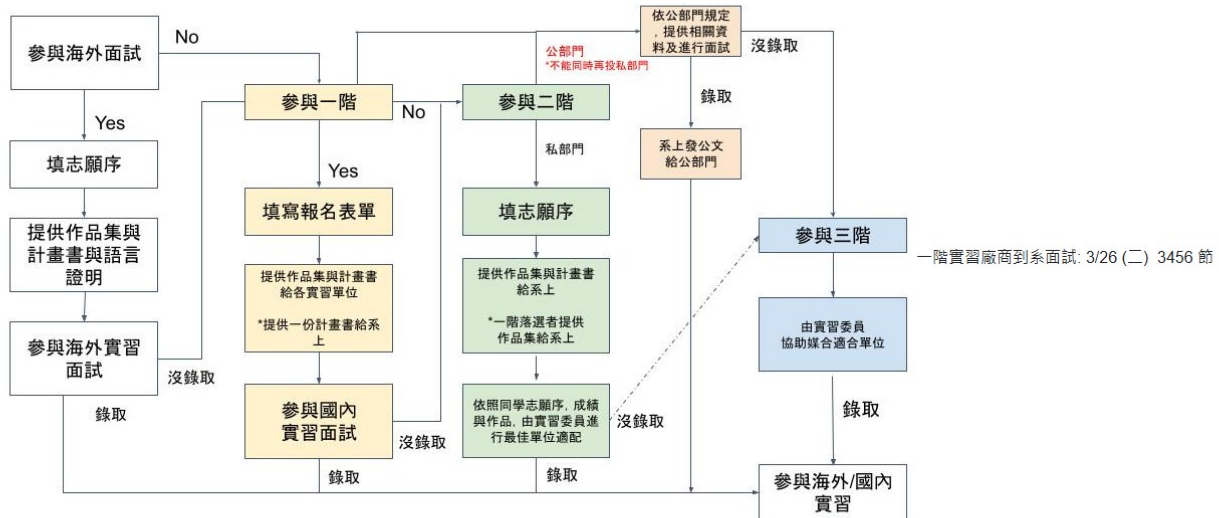 參與海外面試
No
Yes
填志願序
提供作品集與
計畫書與語言
證明
參與海外實習
面試
沒錄取
錄取
參與一階
No
Yes
填寫報名表單
提供作品集與計畫書
給各實習單位
*提供一份計畫書給系
上
參與國內
實習面試
沒錄取
錄取
公部門
*不能同時再投私部門
參與二階
私部門
填志願序
提供作品集與計畫書
給系上
*一階落選者提供
作品集給系上
依照同學志願序, 成績
與作品, 由實習委員進
行最佳單位適配
沒錄取
錄取
依公部門規定
, 提供相關資
料及進行面試
沒錄取
錄取
系上發公文
給公部門
參與三階
一階實習廠商到系面試: 3/26 (二) 3456 節
由實習委員
協助媒合適合單位
錄取
參與海外/國內
實習